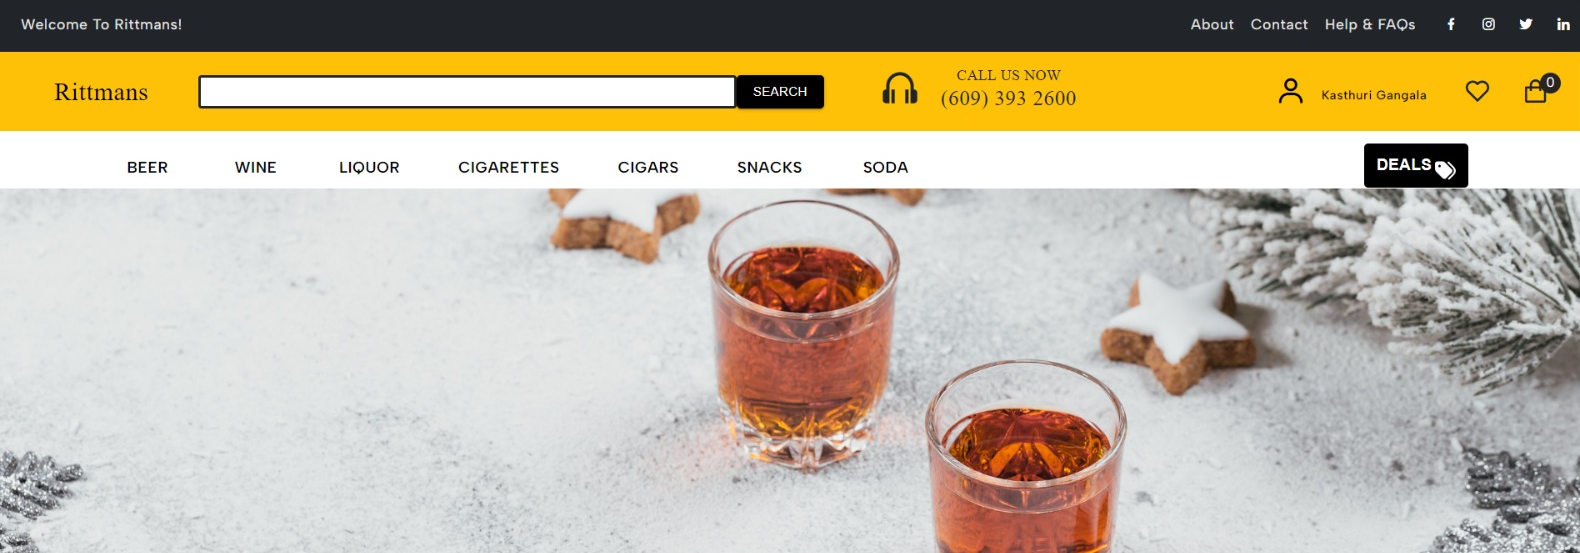 Welcome To Rittmans!
About Contact Help & FAQs
Rittmans
SEARCH
CALL US NOW
(609) 393 2600
Kasthuri Gangala
0
BEER WINE LIQUOR CIGARETTES CIGARS SNACKS SODA
DEALS